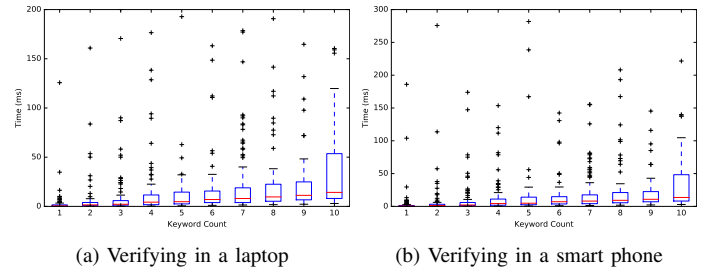 200
150
100
50
0
Time (ms)
1 2 3 4 5 6 7 8 9 10
Keyword Count
(a) Verifying in a laptop
300
250
200
150
100
50
0
Time (ms)
1 2 3 4 5 6 7 8 9 10
Keyword Count
(b) Verifying in a smart phone